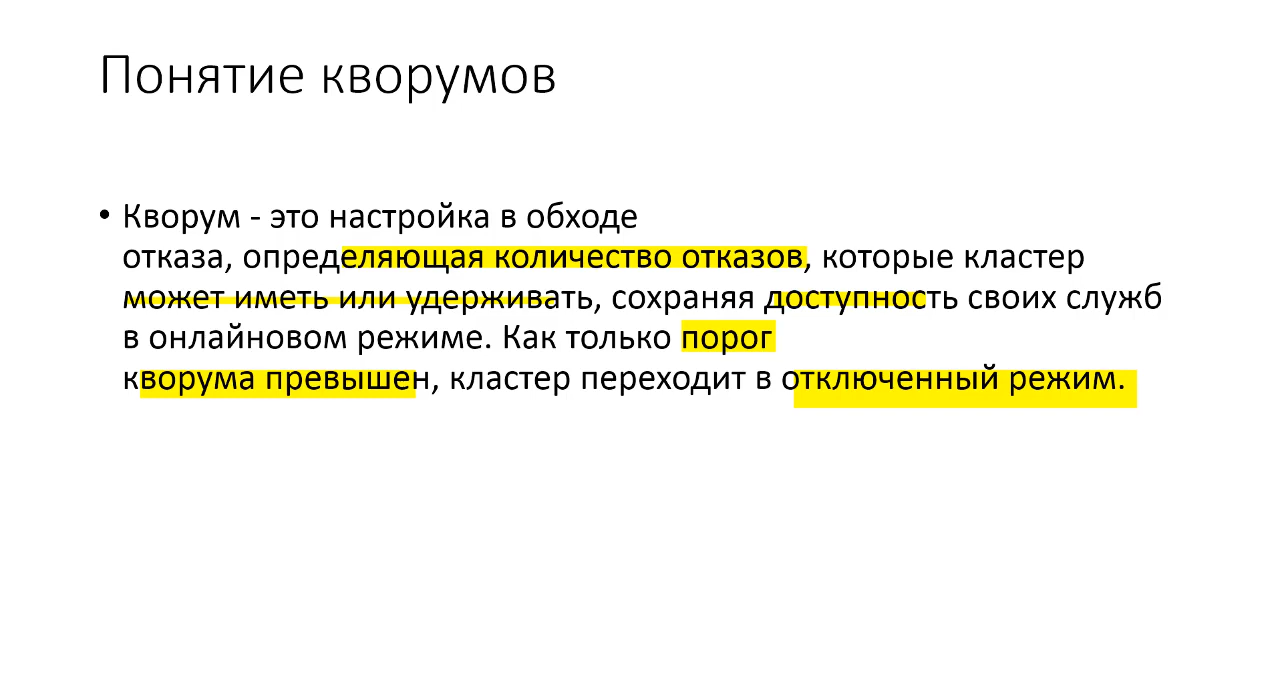 Понятие кворумов
• Кворум - это настройка в обходе
отказа, определяющая количество отказов, которые кластер
может иметь или удерживать, сохраняя доступность своих служб
в онлайновом режиме. Как только порог
кворума превышен, кластер переходит в отключенный режим.